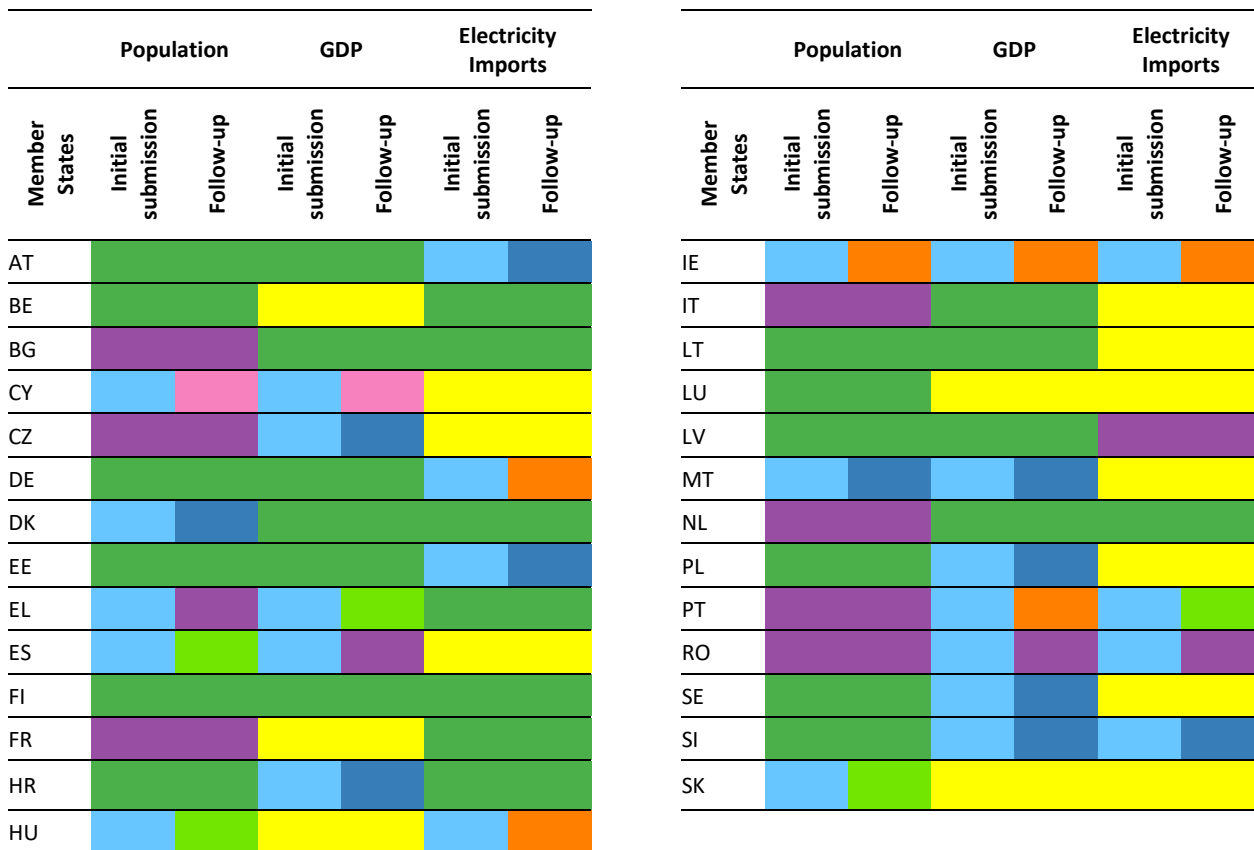 Population GDP Electricity
Imports
Member
States
Initial
submission
Follow-up
Initial
submission
Follow-up
Initial
submission
Follow-up
AT
BE
BG
CY
CZ
DE
DK
EE
EL
ES
FI
FR
HR
HU
Population GDP Electricity
Imports
Member
States
Initial
submission
Follow-up
Initial
submission
Follow-up
Initial
submission
Follow-up
IE
IT
LT
LU
LV
MT
NL
PL
PT
RO
SE
SI
SK